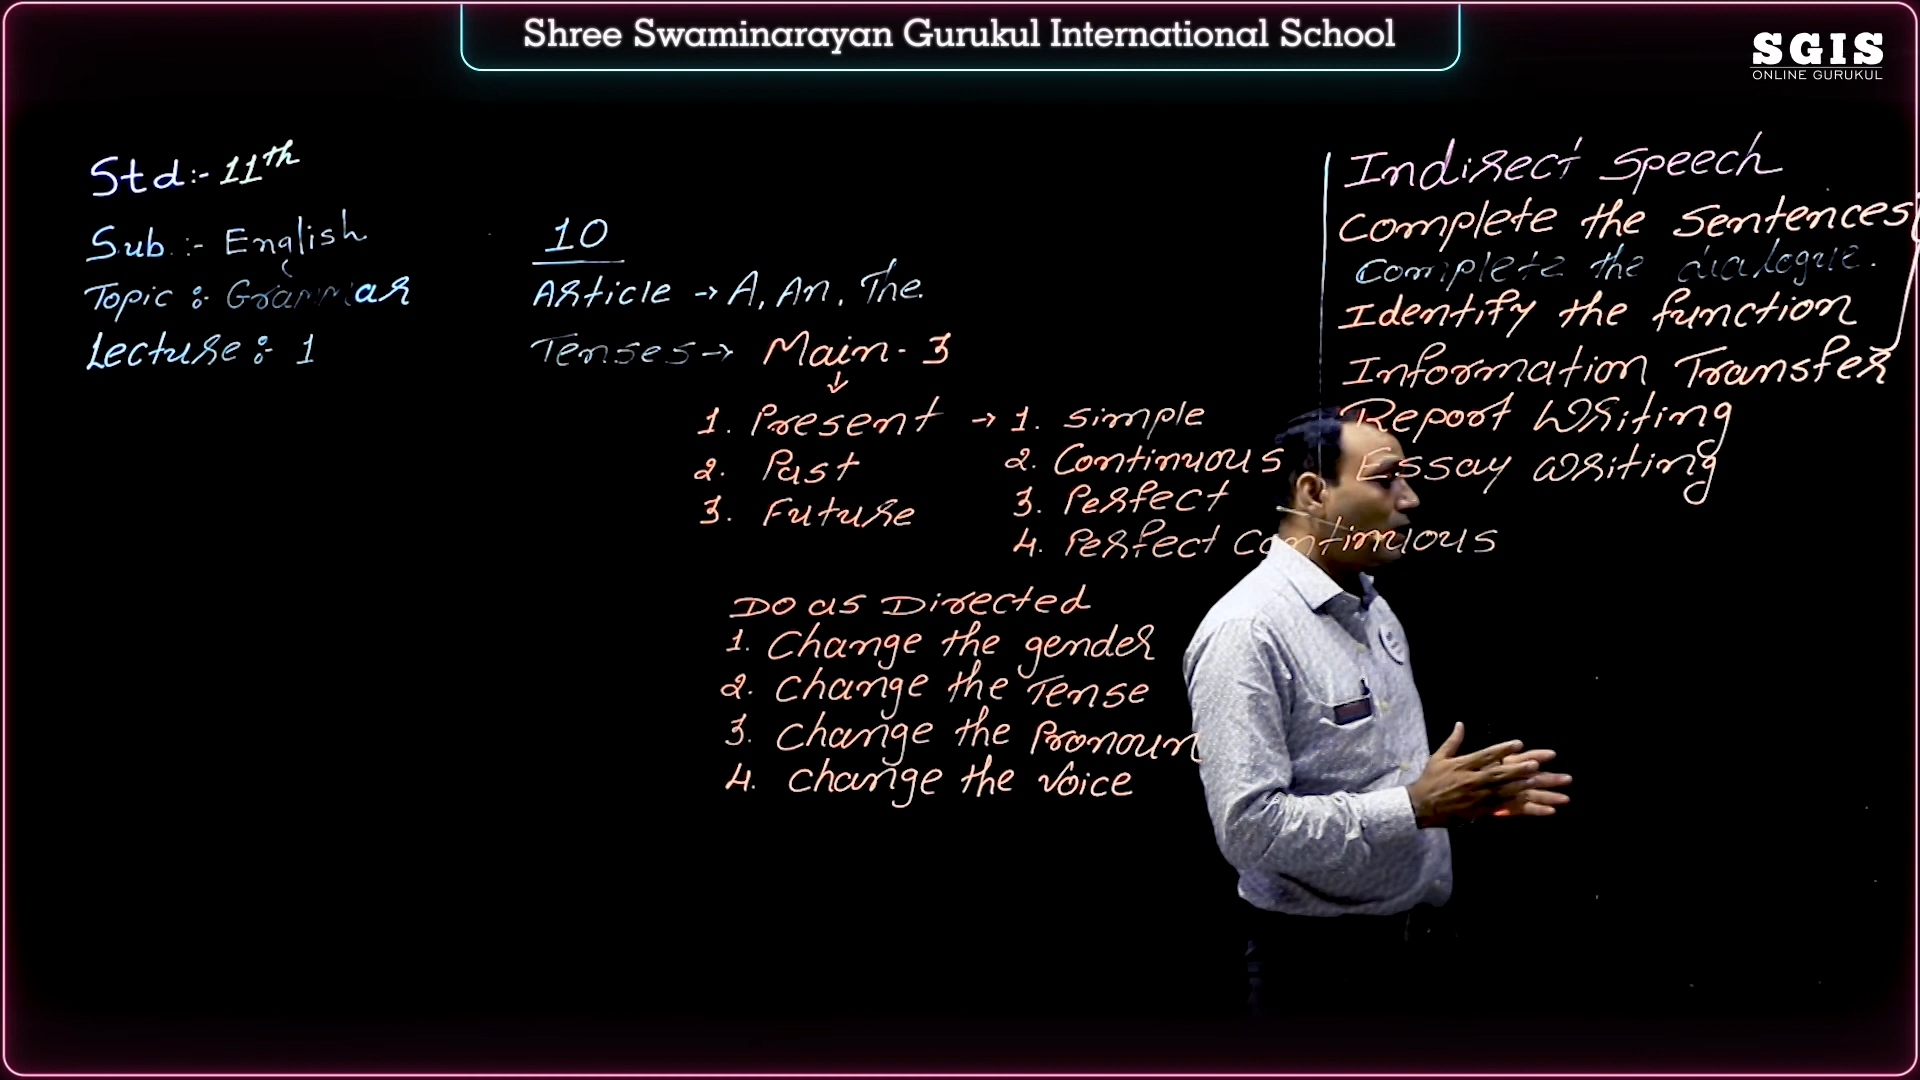 Shree Swaminarayan Gurukul International School
SGIS
ONLINE GURUKUL
Std:- 11th
Sub.:- English
Topic :- Grammar
Lecture :- 1
10
Article → A, An, The.
Tenses → Main - 3
↓
1. Present → 1. Simple
2. Past
3. Future
2. Continuous
3. Perfect
4. Perfect Continuous
Do as Directed
1. Change the gender
2. Change the Tense
3. Change the Pronoun
4. Change the Voice
Indirect Speech
Complete the Sentences
Complete the dialogue.
Identify the function
Information Transfer
Report Writing
Essay writing